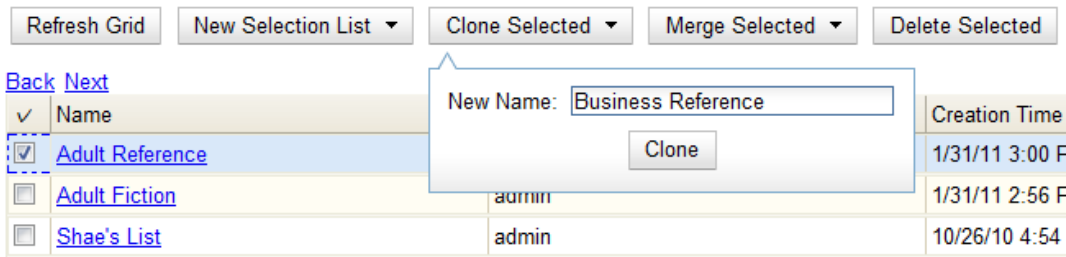 Refresh Grid New Selection List Clone Selected Merge Selected Delete Selected
Back Next
New Name: Business Reference
Name Creation Time
Clone
Adult Reference 1/31/11 3:00 P
Adult Fiction admin 1/31/11 2:56 P
Shae's List admin 10/26/10 4:54